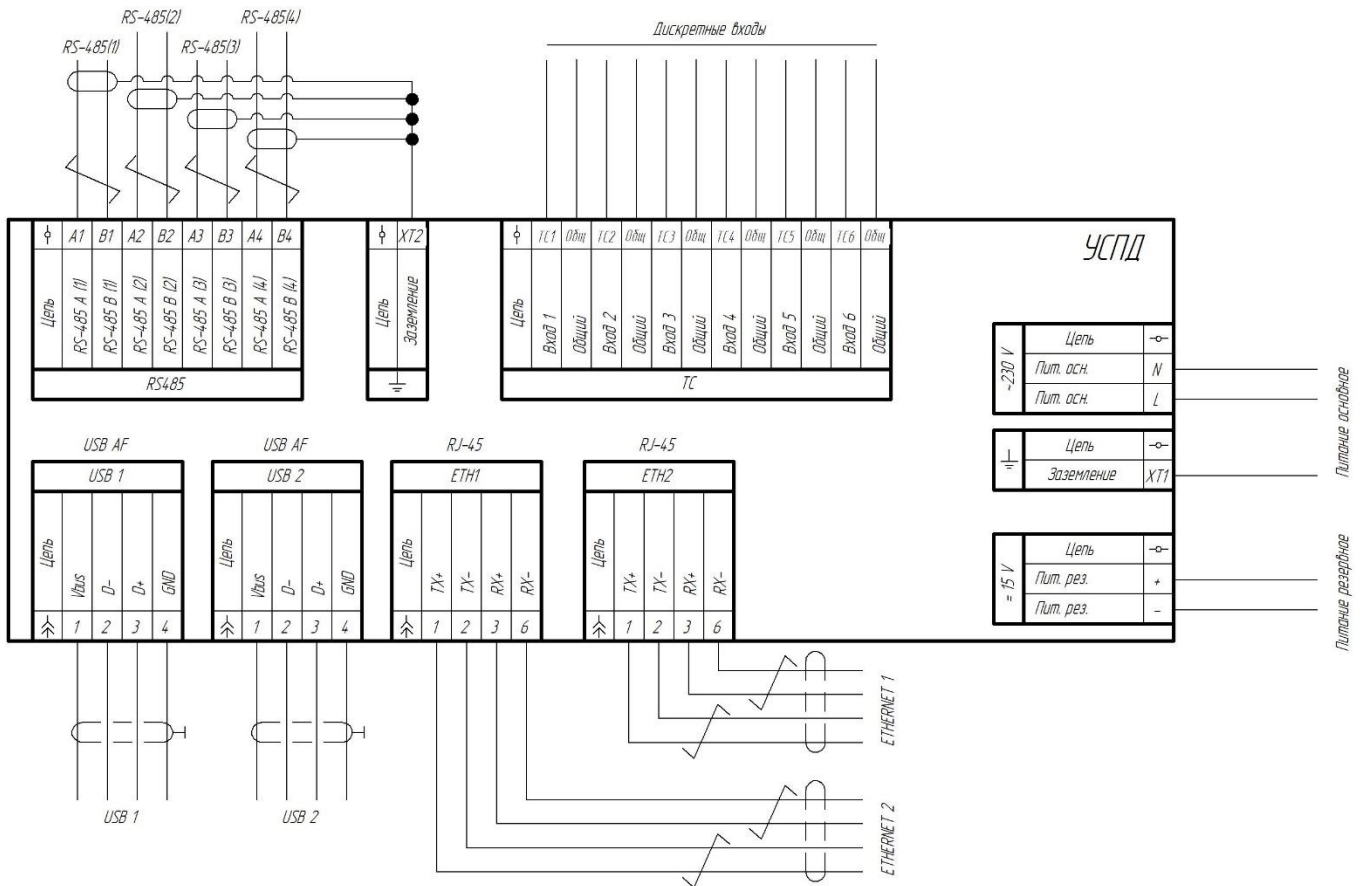 RS-485(2) RS-485(4)
RS-485(1) RS-485(3)
Дискретные входы
A1 B1 A2 B2 A3 B3 A4 B4
Цепь
RS-485 A (1)
RS-485 B (1)
RS-485 A (2)
RS-485 B (2)
RS-485 A (3)
RS-485 B (3)
RS-485 A (4)
RS-485 B (4)
RS485
XT2
Цепь
Заземление
TC1 Общ TC2 Общ TC3 Общ TC4 Общ TC5 Общ TC6 Общ
Цепь
Вход 1
Общий
Вход 2
Общий
Вход 3
Общий
Вход 4
Общий
Вход 5
Общий
Вход 6
Общий
TC
УСПД
~230 V
Цепь
Пит. осн. N
Пит. осн. L
Питание основное
Цепь
Заземление XT1
= 15 V
Цепь
Пит. рез. +
Пит. рез. -
Питание резервное
USB AF
USB 1
Цепь
Vbus
D-
D+
GND
1 2 3 4
USB 1
USB AF
USB 2
Цепь
Vbus
D-
D+
GND
1 2 3 4
USB 2
RJ-45
ETH1
Цепь
TX+
TX-
RX+
RX-
1 2 3 6
RJ-45
ETH2
Цепь
TX+
TX-
RX+
RX-
1 2 3 6
ETHERNET 1
ETHERNET 2